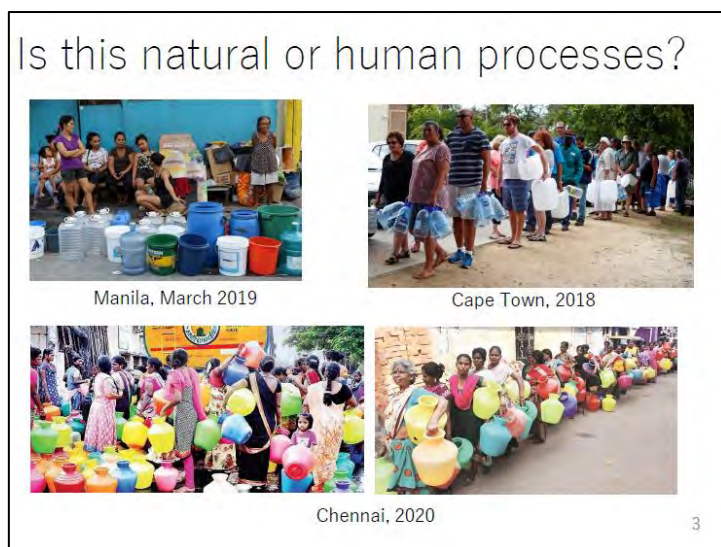 Is this natural or human processes?
Manila, March 2019
Cape Town, 2018
Chennai, 2020
3